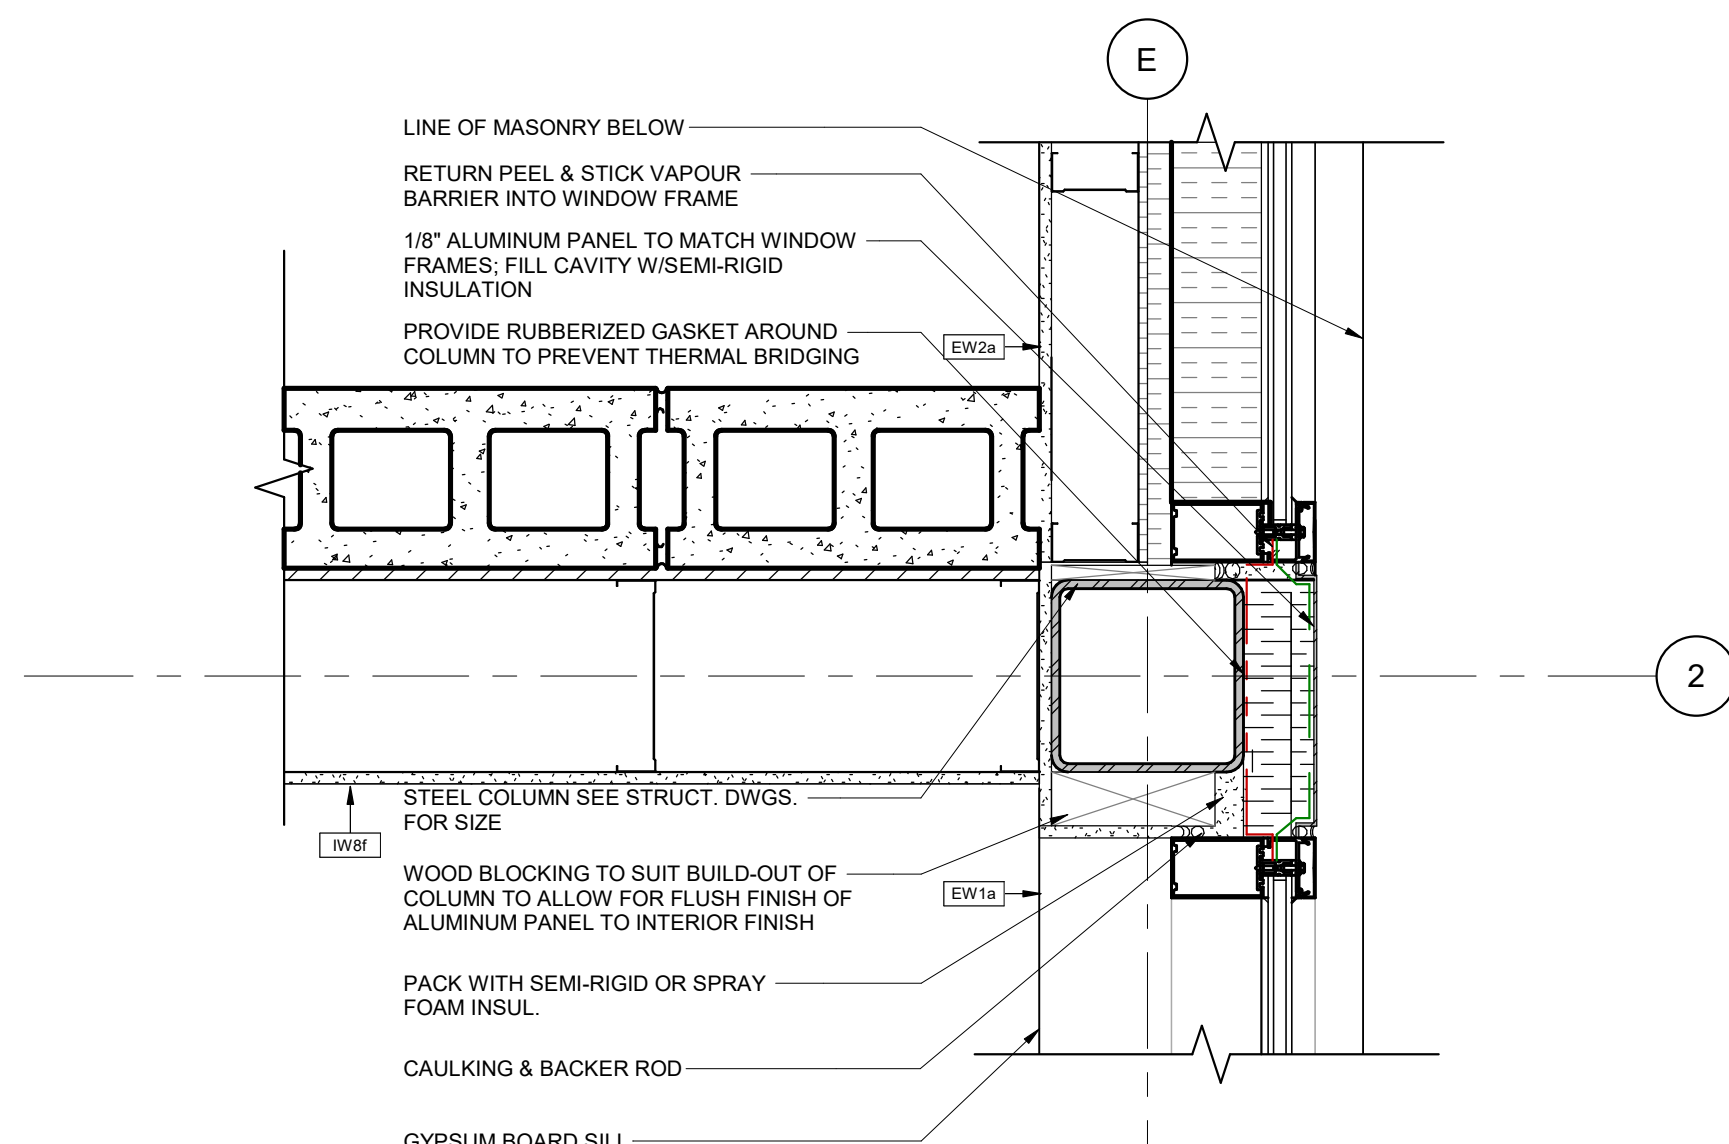 E
LINE OF MASONRY BELOW
RETURN PEEL & STICK VAPOUR
BARRIER INTO WINDOW FRAME
1/8" ALUMINUM PANEL TO MATCH WINDOW
FRAMES; FILL CAVITY W/SEMI-RIGID
INSULATION
PROVIDE RUBBERIZED GASKET AROUND
COLUMN TO PREVENT THERMAL BRIDGING
EW2a
2
STEEL COLUMN SEE STRUCT. DWGS.
FOR SIZE
IW8f
WOOD BLOCKING TO SUIT BUILD-OUT OF
COLUMN TO ALLOW FOR FLUSH FINISH OF
ALUMINUM PANEL TO INTERIOR FINISH
EW1a
PACK WITH SEMI-RIGID OR SPRAY
FOAM INSUL.
CAULKING & BACKER ROD
GYPSUM BOARD SILL